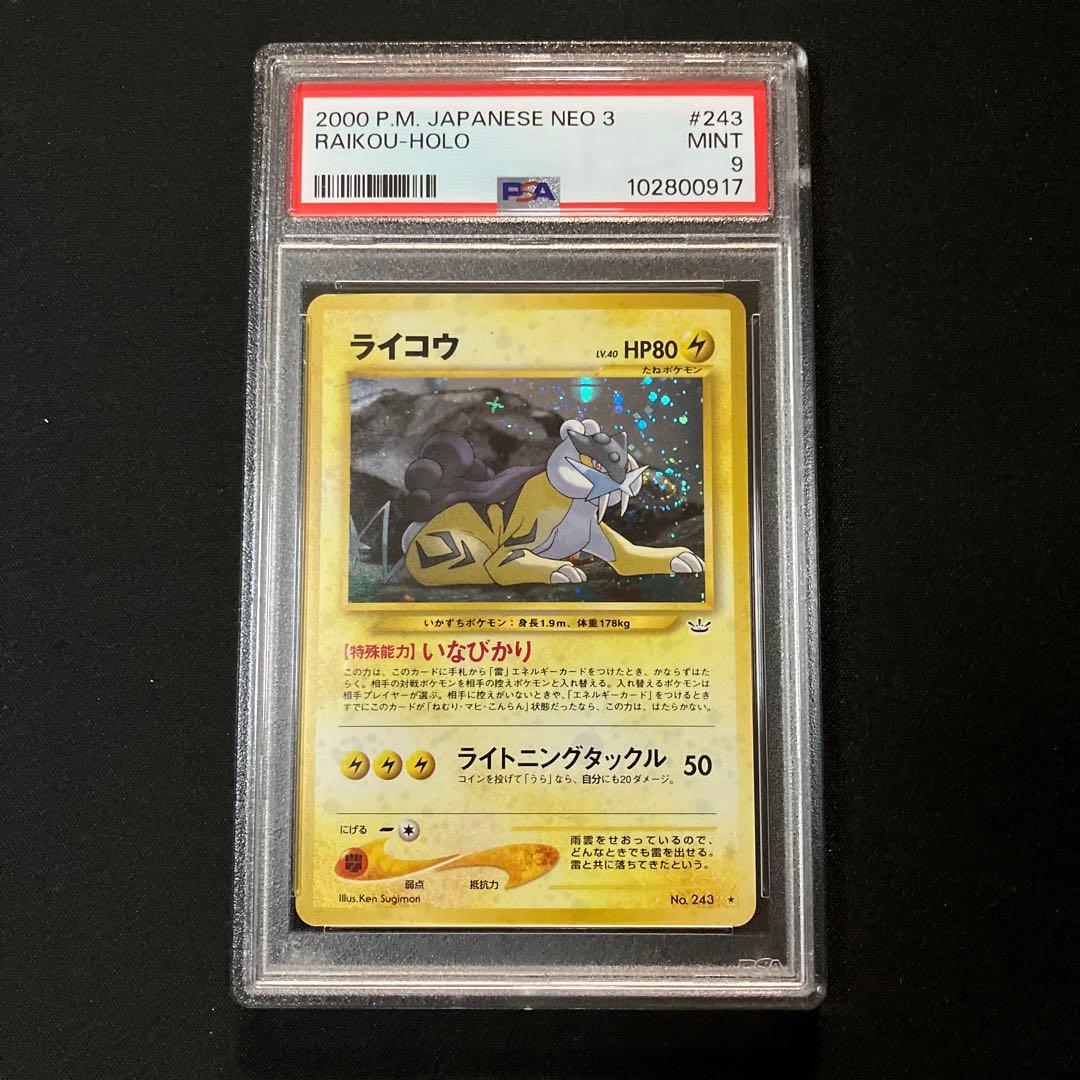 2000 P.M. JAPANESE NEO 3 #243
RAIKOU-HOLO MINT
9
PSA 102800917
ライコウ LV.40 HP80
たねポケモン
いかずちポケモン:身長1.9m、体重178kg
【特殊能力】いなびかり
この力は、このカードに手札から「雷」エネルギーカードをつけたとき、かならずはた
らく。相手の対戦ポケモンを相手の控えポケモンと入れ替える。入れ替えるポケモンは
相手プレイヤーが選ぶ。相手に控えがいないときや、「エネルギーカード」をつけるとき
すでにこのカードが「ねむり・マヒ・こんらん」状態だったなら、この力は、はたらかない。
ライトニングタックル 50
コインを投げて「うら」なら、自分にも20ダメージ。
にげる
雨雲をせおっているので、
どんなときでも雷を出せる。
雷と共に落ちてきたという。
弱点 抵抗力
Illus.Ken Sugimori No. 243 ★
PSA